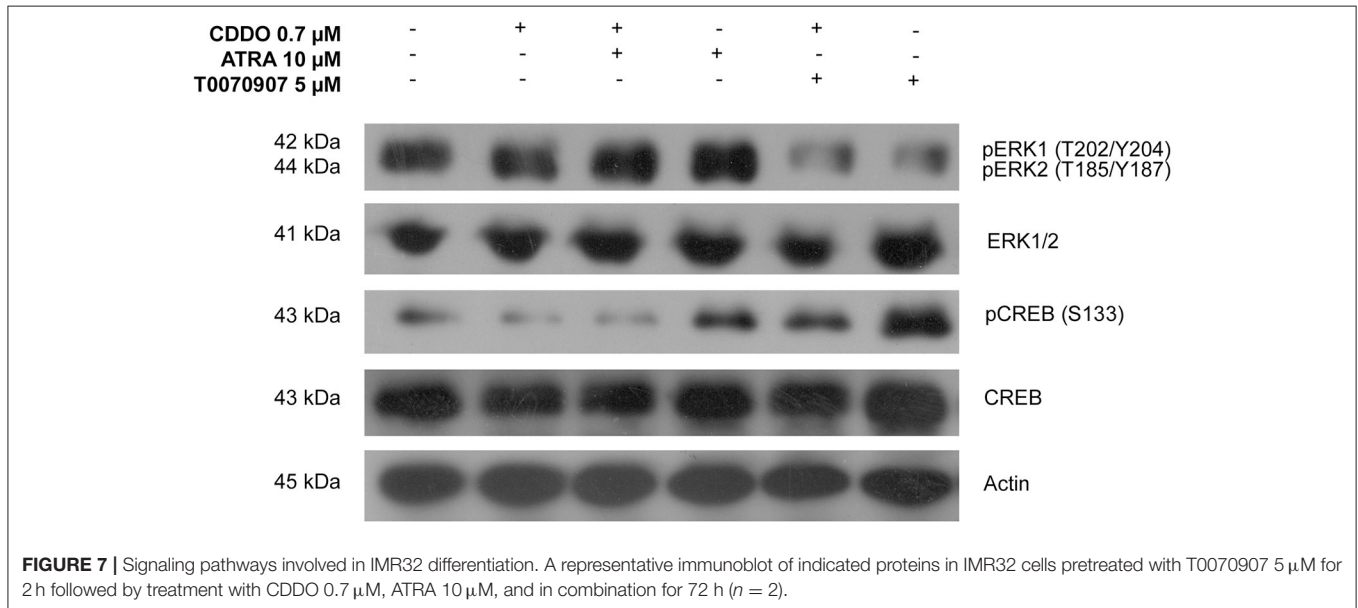 CDDO 0.7 µM - + + - + -
ATRA 10 µM - - + + - -
T0070907 5 µM - - - - + +
42 kDa
44 kDa
pERK1 (T202/Y204)
pERK2 (T185/Y187)
41 kDa
ERK1/2
43 kDa
pCREB (S133)
43 kDa
CREB
45 kDa
Actin
FIGURE 7 | Signaling pathways involved in IMR32 differentiation. A representative immunoblot of indicated proteins in IMR32 cells pretreated with T0070907 5 µM for
2 h followed by treatment with CDDO 0.7 µM, ATRA 10 µM, and in combination for 72 h (n = 2).